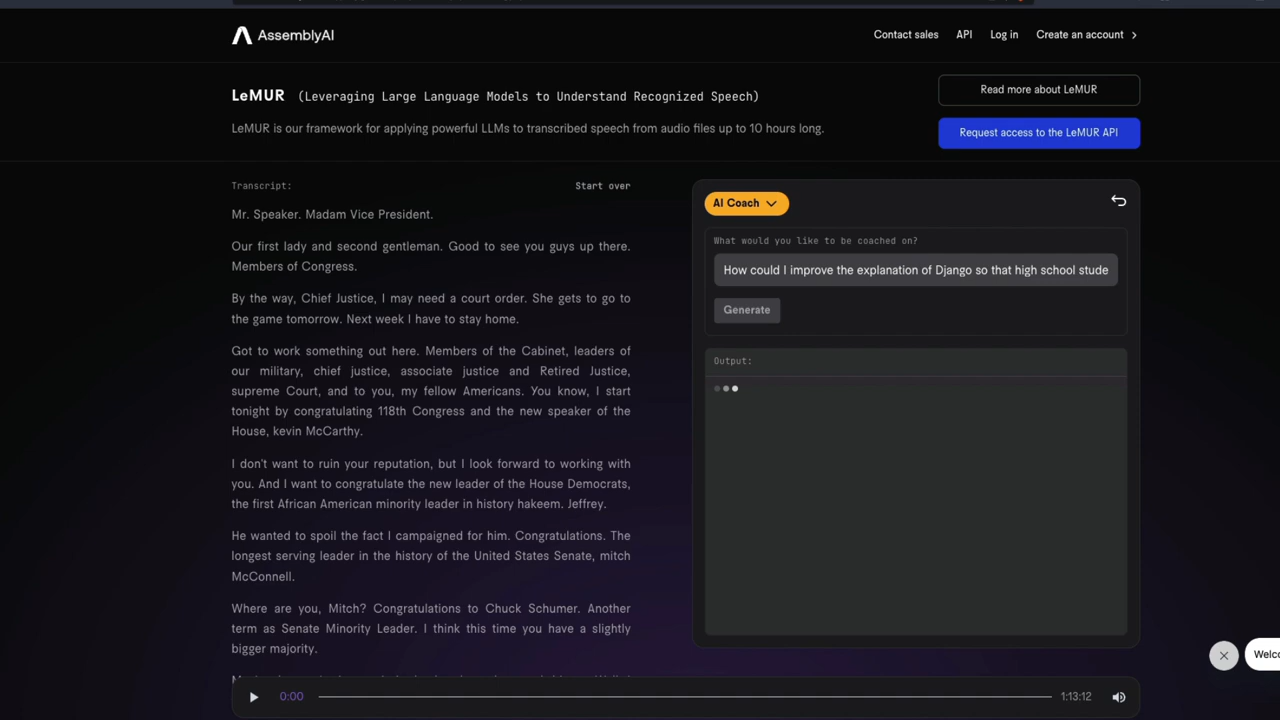 AssemblyAI
Contact sales
API
Log in
Create an account
LeMUR (Leveraging Large Language Models to Understand Recognized Speech)
LeMUR is our framework for applying powerful LLMs to transcribed speech from audio files up to 10 hours long.
Read more about LeMUR
Request access to the LeMUR API
Transcript:
Start over
Mr. Speaker. Madam Vice President.
Our first lady and second gentleman. Good to see you guys up there.
Members of Congress.
By the way, Chief Justice, I may need a court order. She gets to go to
the game tomorrow. Next week I have to stay home.
Got to work something out here. Members of the Cabinet, leaders of
our military, chief justice, associate justice and Retired Justice,
supreme Court, and to you, my fellow Americans. You know, I start
tonight by congratulating 118th Congress and the new speaker of the
House, kevin McCarthy.
I don't want to ruin your reputation, but I look forward to working with
you. And I want to congratulate the new leader of the House Democrats,
the first African American minority leader in history hakeem. Jeffrey.
He wanted to spoil the fact I campaigned for him. Congratulations. The
longest serving leader in the history of the United States Senate, mitch
McConnell.
Where are you, Mitch? Congratulations to Chuck Schumer. Another
term as Senate Minority Leader. I think this time you have a slightly
bigger majority.
AI Coach
What would you like to be coached on?
How could I improve the explanation of Django so that high school stude
Generate
Output:
Welco
0:00
1:13:12